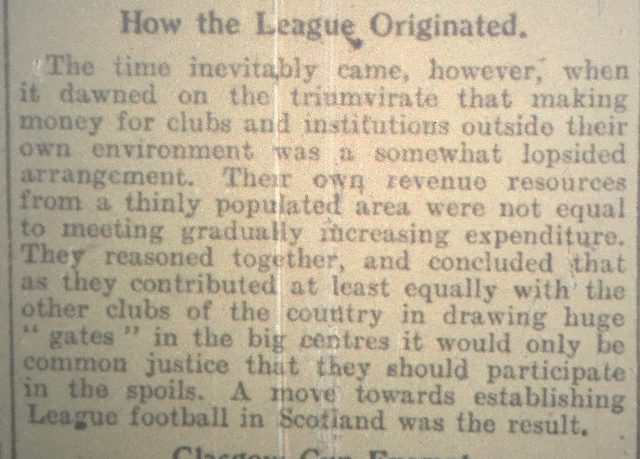 How the League Originated.
The time inevitably came, however, when
it dawned on the triumvirate that making
money for clubs and institutions outside their
own environment was a somewhat lopsided
arrangement. Their own revenue resources
from a thinly populated area were not equal
to meeting gradually increasing expenditure.
They reasoned together, and concluded that
as they contributed at least equally with the
other clubs of the country in drawing huge
" gates " in the big centres it would only be
common justice that they should participate
in the spoils. A move towards establishing
League football in Scotland was the result.
Glasgow Cup